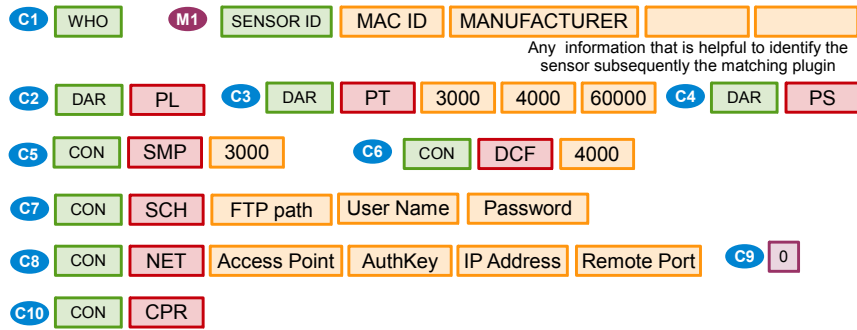 C1 WHO M1 SENSOR ID MAC ID MANUFACTURER
Any information that is helpful to identify the
sensor subsequently the matching plugin
C2 DAR PL C3 DAR PT 3000 4000 60000 C4 DAR PS
C5 CON SMP 3000 C6 CON DCF 4000
C7 CON SCH FTP path User Name Password
C8 CON NET Access Point AuthKey IP Address Remote Port C9 0
C10 CON CPR